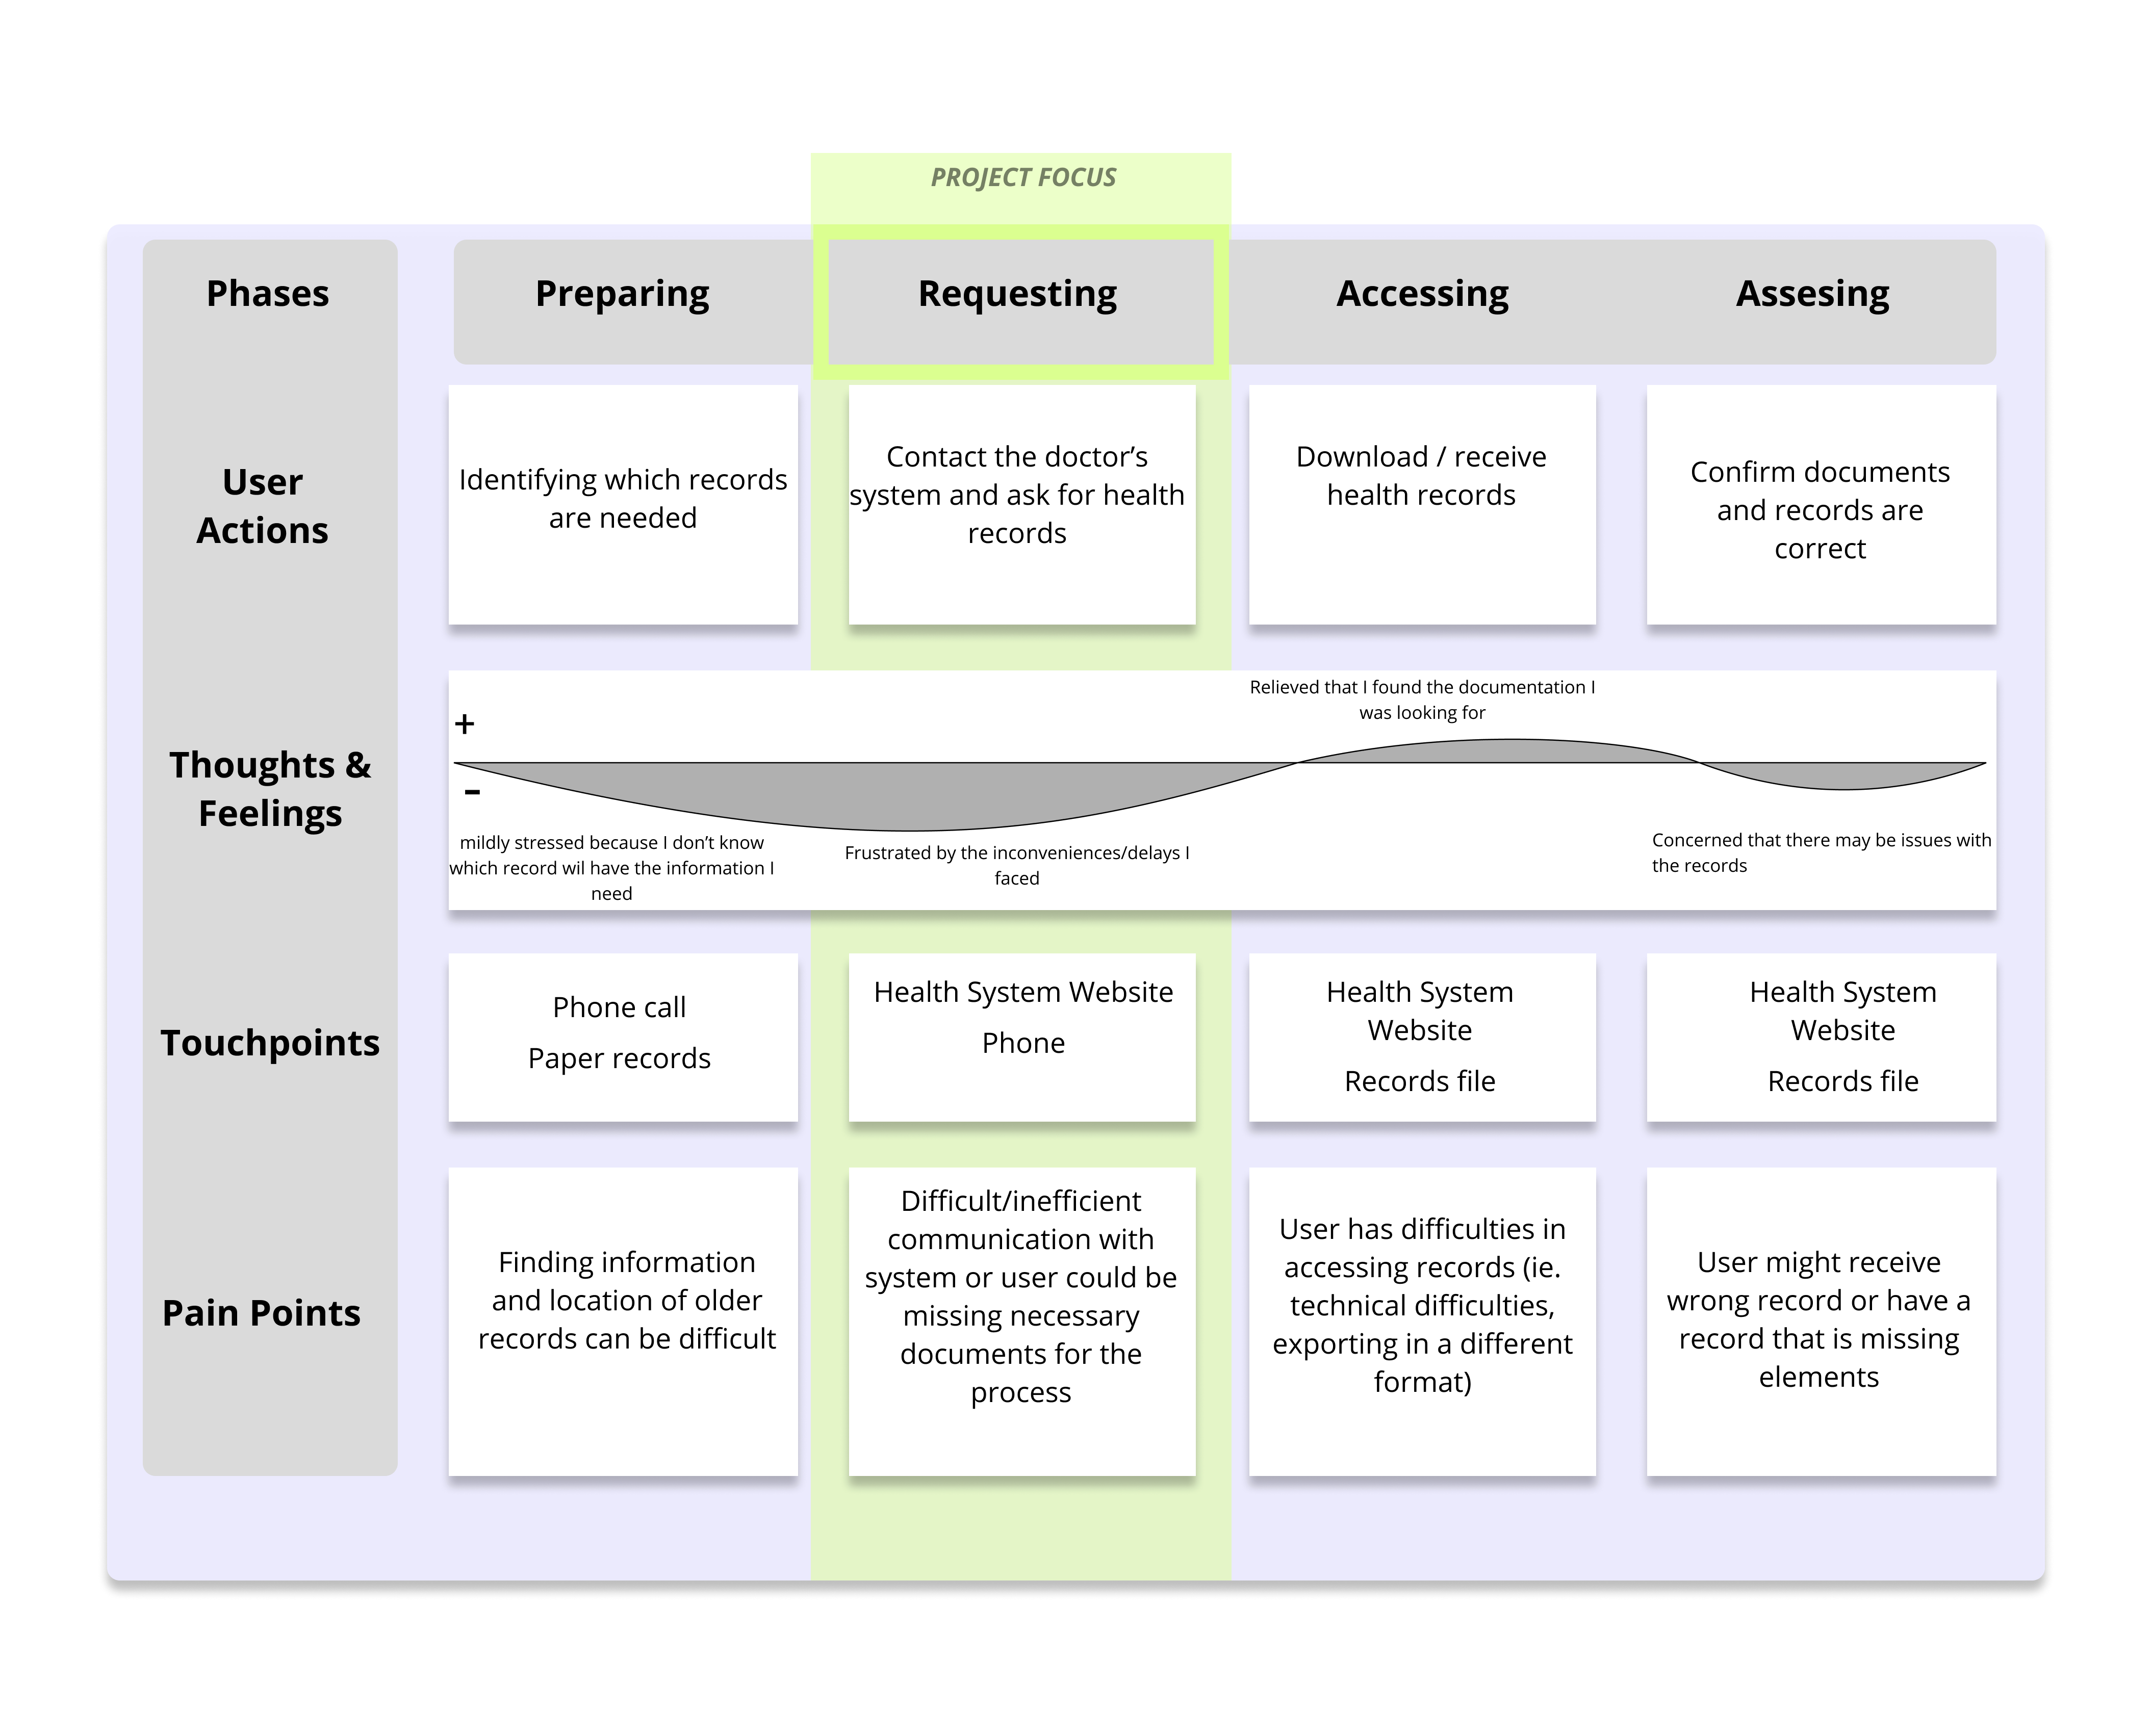 PROJECT FOCUS
Phases
Preparing
Requesting
Accessing
Assesing
User
Actions
Identifying which records
are needed
Contact the doctor’s
system and ask for health
records
Download / receive
health records
Confirm documents
and records are
correct
Thoughts &
Feelings
+
-
mildly stressed because I don’t know
which record wil have the information I
need
Frustrated by the inconveniences/delays I
faced
Relieved that I found the documentation I
was looking for
Concerned that there may be issues with
the records
Touchpoints
Phone call
Paper records
Health System Website
Phone
Health System
Website
Records file
Health System
Website
Records file
Pain Points
Finding information
and location of older
records can be difficult
Difficult/inefficient
communication with
system or user could be
missing necessary
documents for the
process
User has difficulties in
accessing records (ie.
technical difficulties,
exporting in a different
format)
User might receive
wrong record or have a
record that is missing
elements